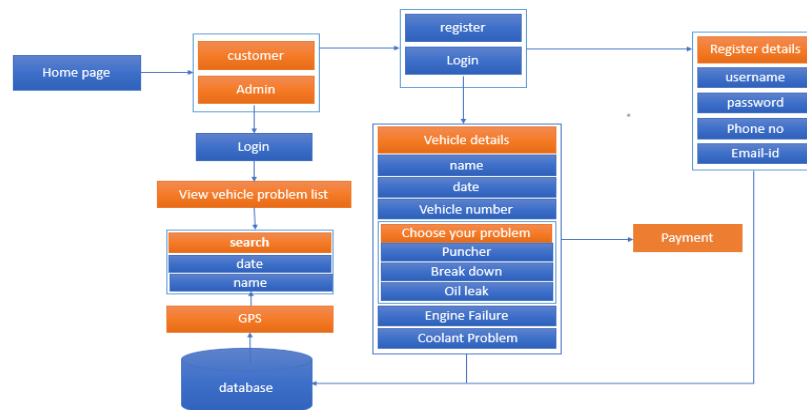 Home page
customer
Admin
Login
View vehicle problem list
search
date
name
GPS
database
register
Login
Vehicle details
name
date
Vehicle number
Choose your problem
Puncher
Break down
Oil leak
Engine Failure
Coolant Problem
Payment
Register details
username
password
Phone no
Email-id